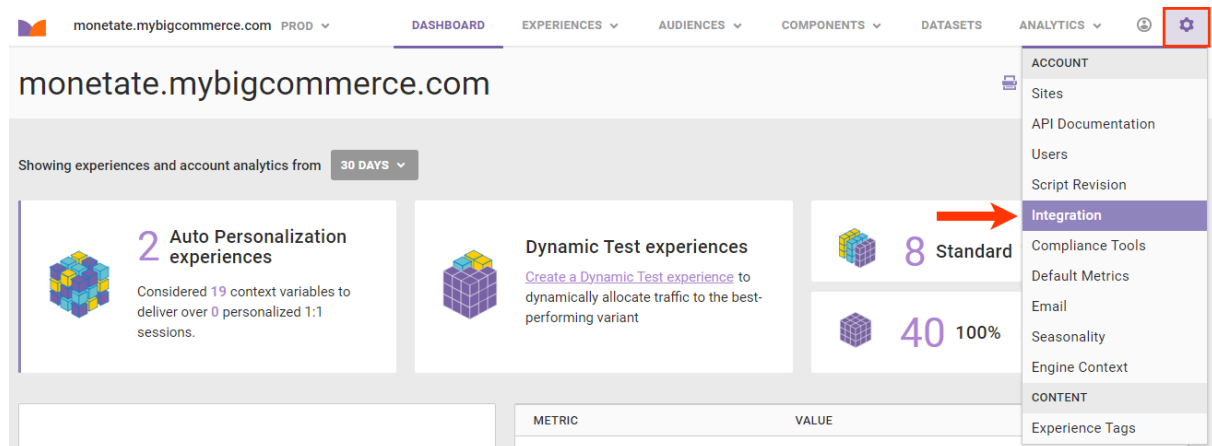 monetate.mybigcommerce.com PROD DASHBOARD EXPERIENCES AUDIENCES COMPONENTS DATASETS ANALYTICS
monetate.mybigcommerce.com
Showing experiences and account analytics from 30 DAYS
2 Auto Personalization
experiences
Considered 19 context variables to
deliver over 0 personalized 1:1
sessions.
Dynamic Test experiences
Create a Dynamic Test experience to
dynamically allocate traffic to the best-
performing variant
8 Standard
40 100%
METRIC VALUE
ACCOUNT
Sites
API Documentation
Users
Script Revision
Integration
Compliance Tools
Default Metrics
Email
Seasonality
Engine Context
CONTENT
Experience Tags